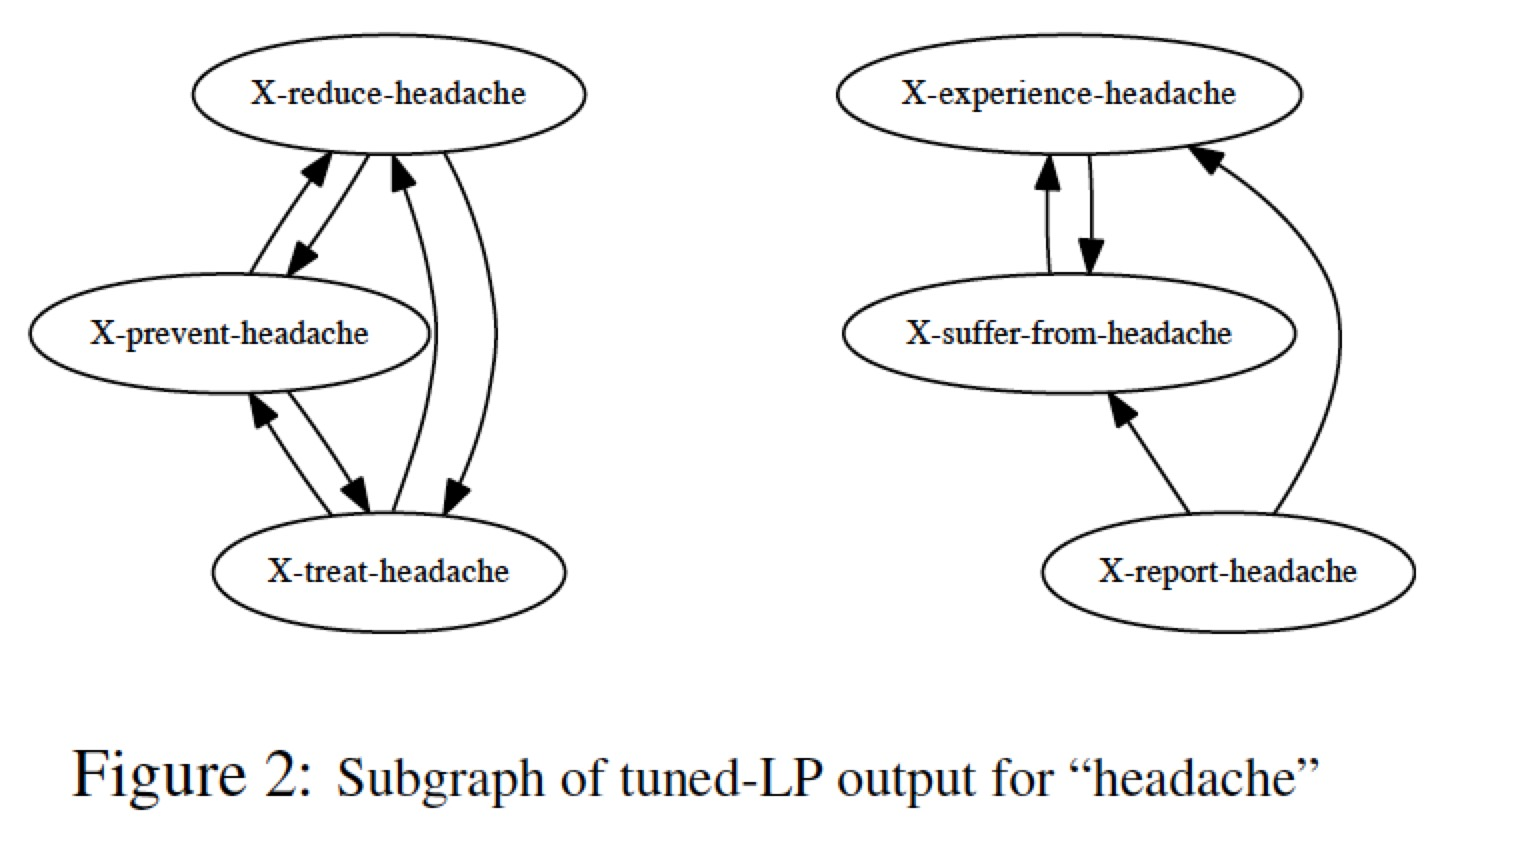 X-reduce-headache
X-prevent-headache
X-treat-headache
X-experience-headache
X-suffer-from-headache
X-report-headache
Figure 2: Subgraph of tuned-LP output for “headache”